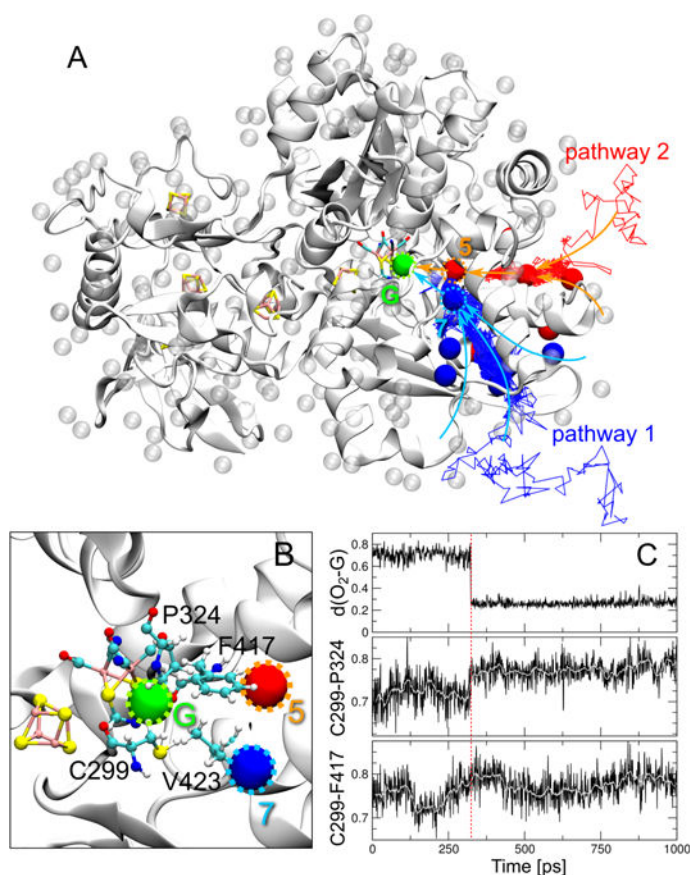 A
pathway 2
5
G
7
pathway 1
B
P324
F417
G
5
C299
V423
7
C
d(O₂-G)
0.8
0.6
0.4
0.2
0
C299-P324
0.8
0.7
C299-F417
0.8
0.7
0
250
500
750
1000
Time [ps]